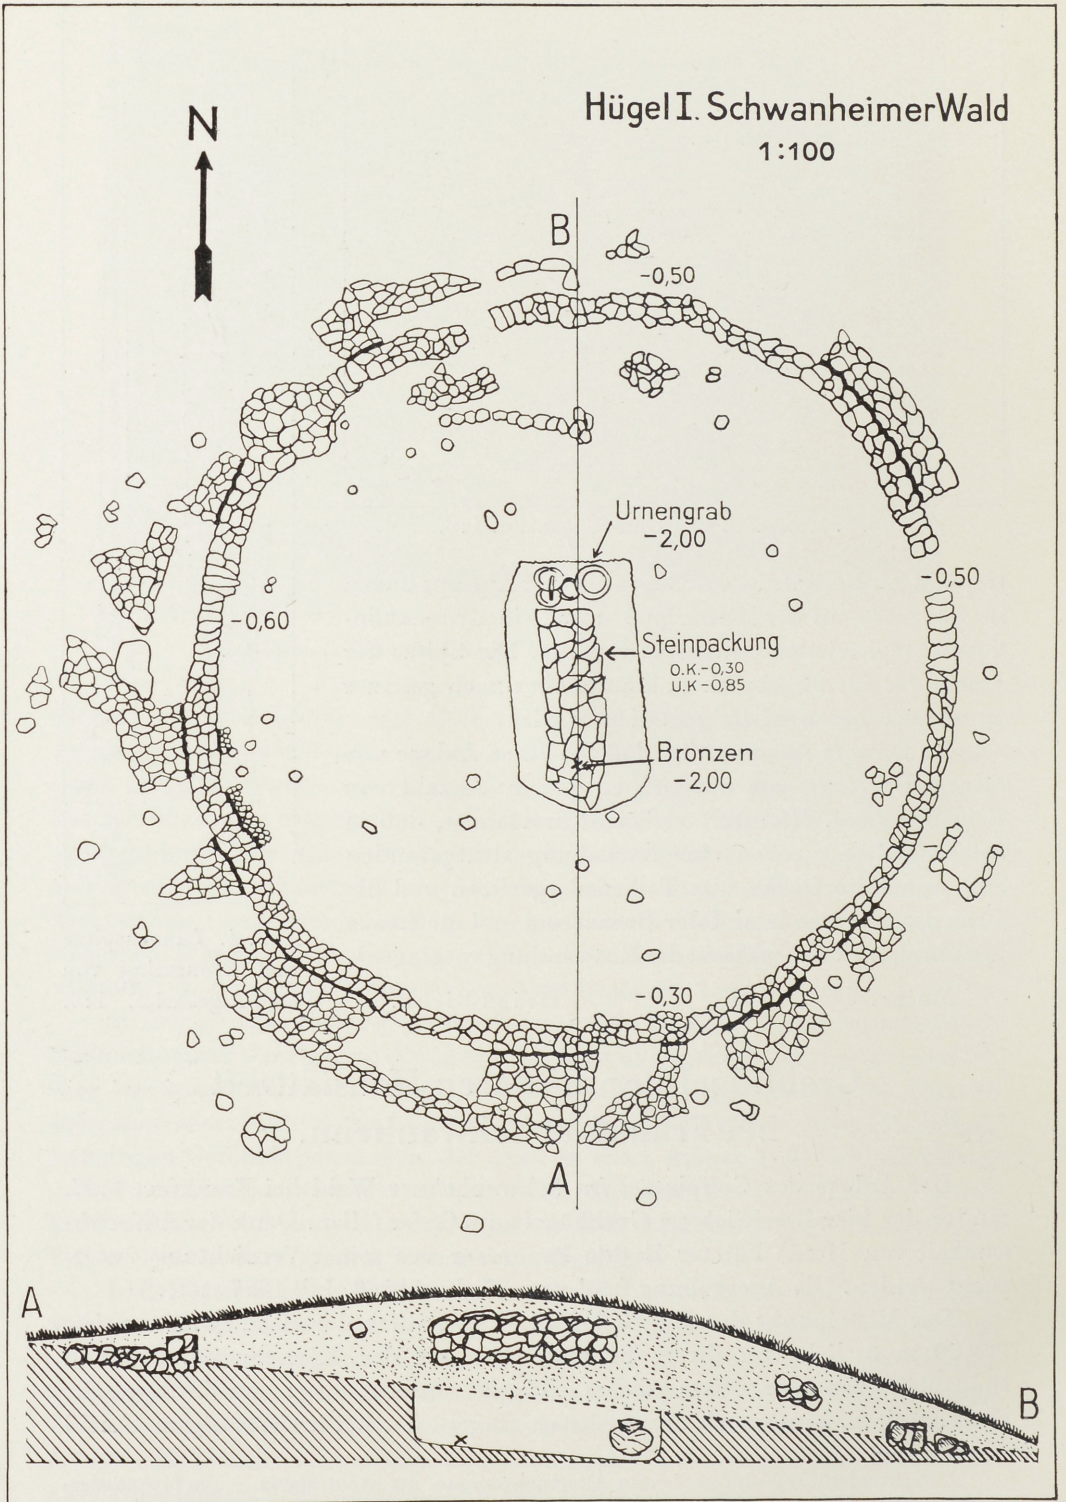 Hügel I. Schwanheimer Wald
1:100
N
B
-0,50
Urnengrab
-2,00
-0,50
-0,60
Steinpackung
O.K.-0,30
U.K-0,85
Bronzen
-2,00
-0,30
A
A
B